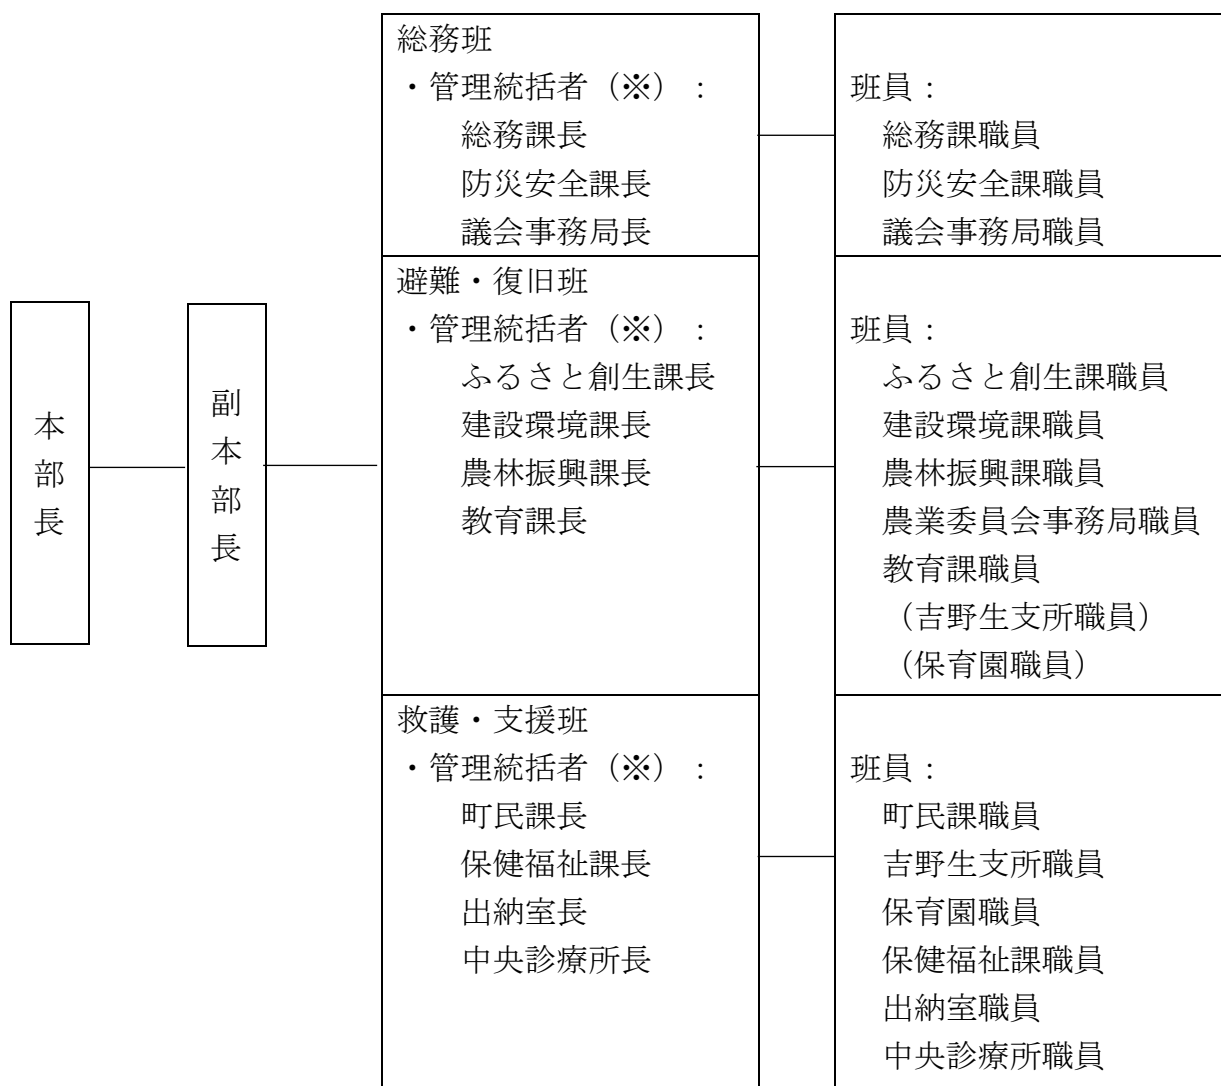 本部長
副本部長
総務班
・管理統括者（※）：
総務課長
防災安全課長
議会事務局長
班員：
総務課職員
防災安全課職員
議会事務局職員
避難・復旧班
・管理統括者（※）：
ふるさと創生課長
建設環境課長
農林振興課長
教育課長
班員：
ふるさと創生課職員
建設環境課職員
農林振興課職員
農業委員会事務局職員
教育課職員
（吉野生支所職員）
（保育園職員）
救護・支援班
・管理統括者（※）：
町民課長
保健福祉課長
出納室長
中央診療所長
班員：
町民課職員
吉野生支所職員
保育園職員
保健福祉課職員
出納室職員
中央診療所職員